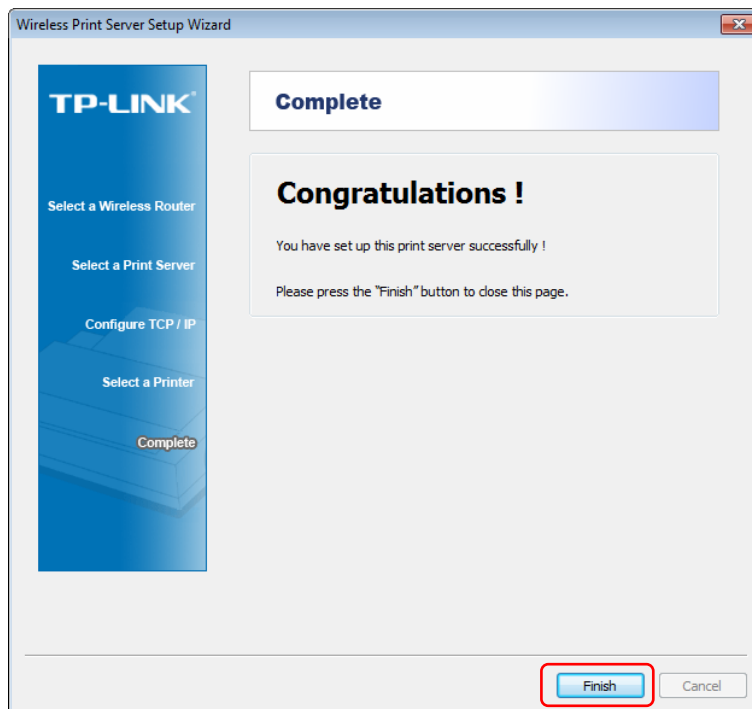 Wireless Print Server Setup Wizard
TP-LINK®
Select a Wireless Router
Select a Print Server
Configure TCP / IP
Select a Printer
Complete
Complete
Congratulations !
You have set up this print server successfully !
Please press the “Finish” button to close this page.
Finish
Cancel